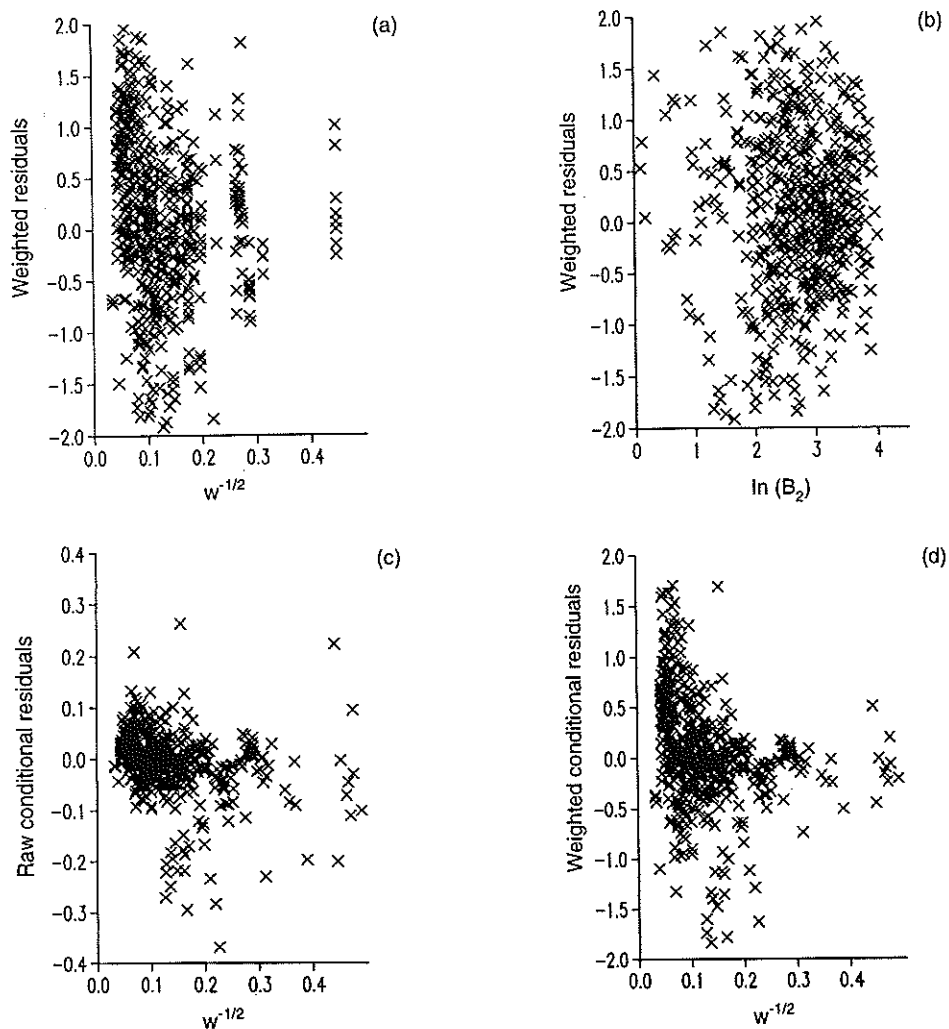 (a)
Weighted residuals
2.0
1.5
1.0
0.5
0.0
−0.5
−1.0
−1.5
−2.0
0.0 0.1 0.2 0.3 0.4
w⁻¹/²
(b)
Weighted residuals
2.0
1.5
1.0
0.5
0.0
−0.5
−1.0
−1.5
−2.0
0 1 2 3 4
ln (B₂)
(c)
Raw conditional residuals
0.4
0.3
0.2
0.1
0.0
−0.1
−0.2
−0.3
−0.4
0.0 0.1 0.2 0.3 0.4
w⁻¹/²
(d)
Weighted conditional residuals
2.0
1.5
1.0
0.5
0.0
−0.5
−1.0
−1.5
−2.0
0.0 0.1 0.2 0.3 0.4
w⁻¹/²